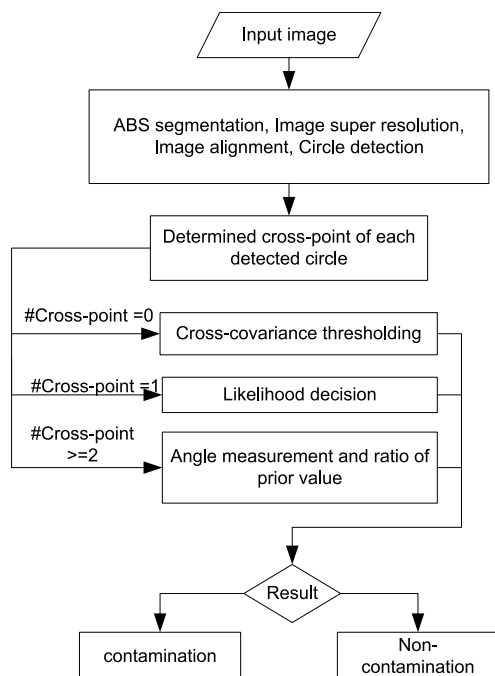 Input image
ABS segmentation, Image super resolution,
Image alignment, Circle detection
Determined cross-point of each
detected circle
#Cross-point =0
Cross-covariance thresholding
#Cross-point =1
Likelihood decision
#Cross-point
>=2
Angle measurement and ratio of
prior value
Result
contamination
Non-
contamination